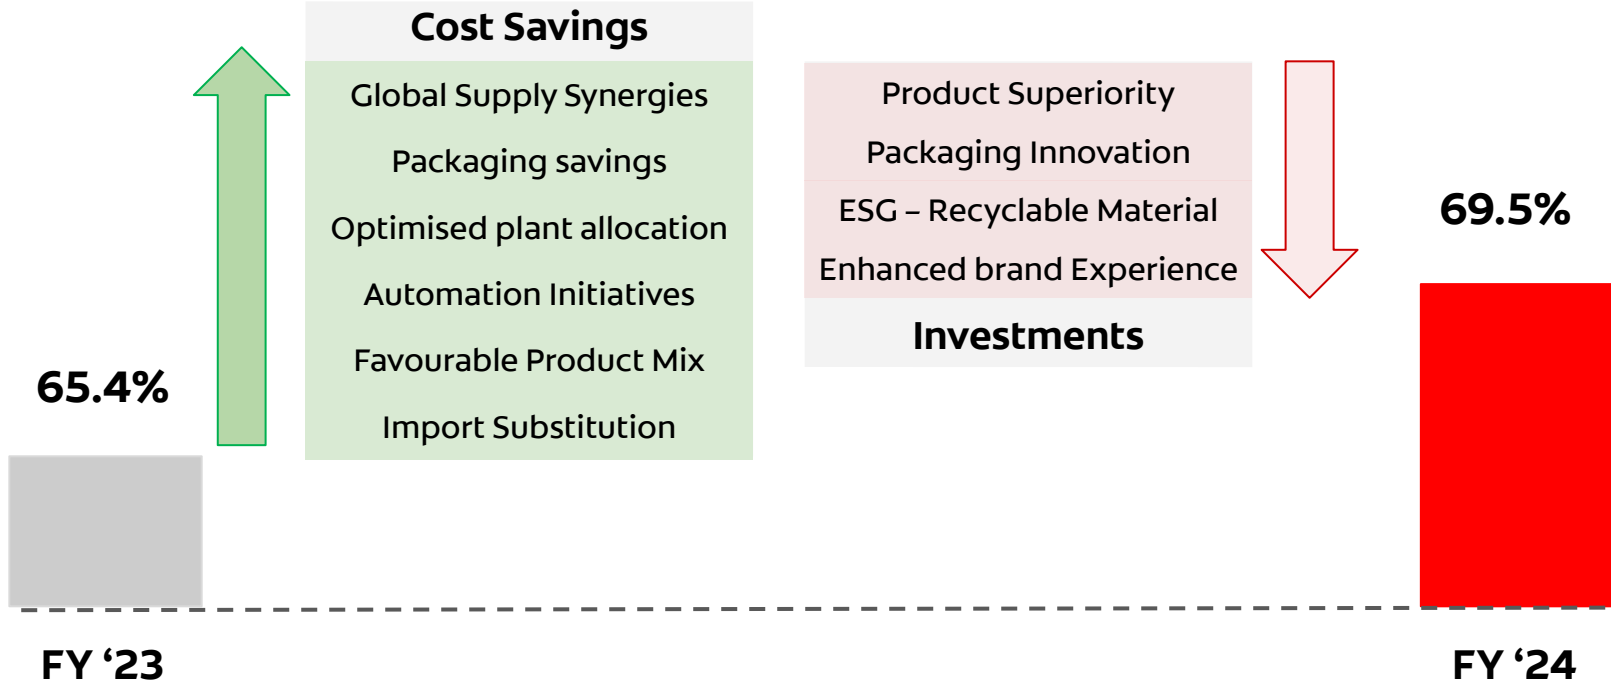 Cost Savings
Global Supply Synergies
Packaging savings
Optimised plant allocation
Automation Initiatives
Favourable Product Mix
Import Substitution
Product Superiority
Packaging Innovation
ESG – Recyclable Material
Enhanced brand Experience
Investments
65.4%
69.5%
FY ‘23
FY ‘24